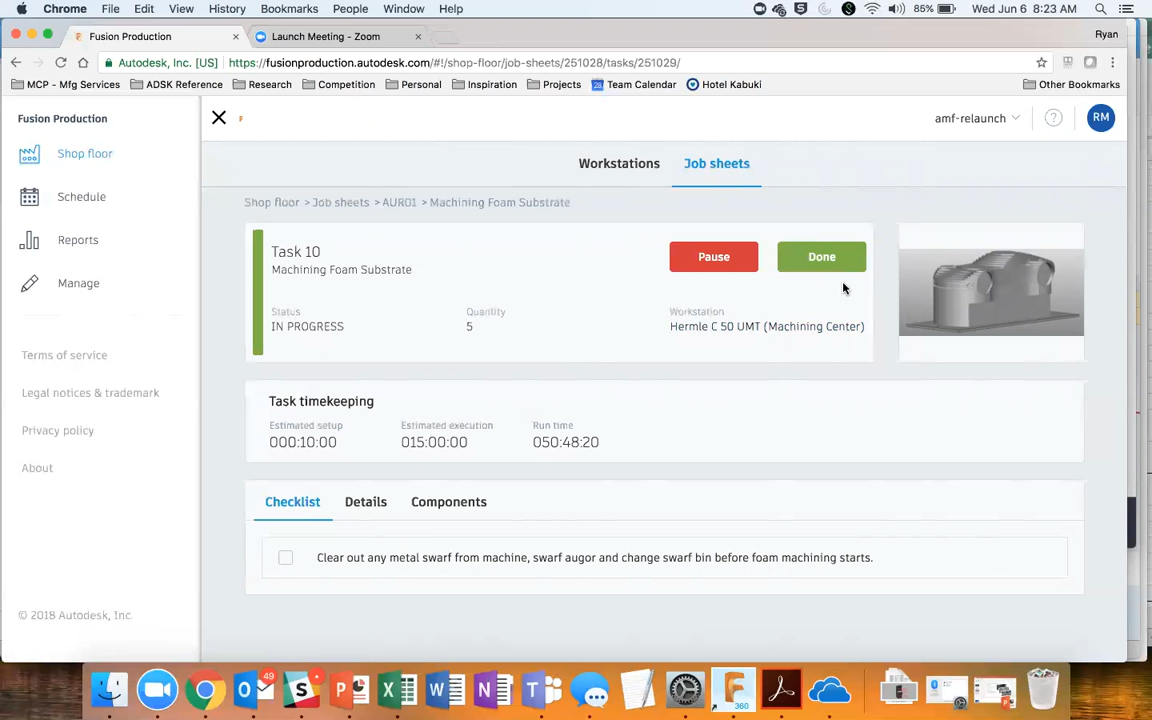 Chrome File Edit View History Bookmarks People Window Help 85% Wed Jun 6 8:23 AM
Fusion Production Launch Meeting - Zoom Ryan
Autodesk, Inc. [US] https://fusionproduction.autodesk.com/#!/shop-floor/job-sheets/251028/tasks/251029/
MCP - Mfg Services ADSK Reference Research Competition Personal Inspiration Projects 28 Team Calendar Hotel Kabuki Other Bookmarks
Fusion Production amf-relaunch ? RM
Shop floor
Schedule
Reports
Manage
Terms of service
Legal notices & trademark
Privacy policy
About
© 2018 Autodesk, Inc.
Workstations Job sheets
Shop floor > Job sheets > AUR01 > Machining Foam Substrate
Task 10
Machining Foam Substrate
Pause Done
Status Quantity Workstation
IN PROGRESS 5 Hermle C 50 UMT (Machining Center)
Task timekeeping
Estimated setup Estimated execution Run time
000:10:00 015:00:00 050:48:20
Checklist Details Components
Clear out any metal swarf from machine, swarf augor and change swarf bin before foam machining starts.
49
360